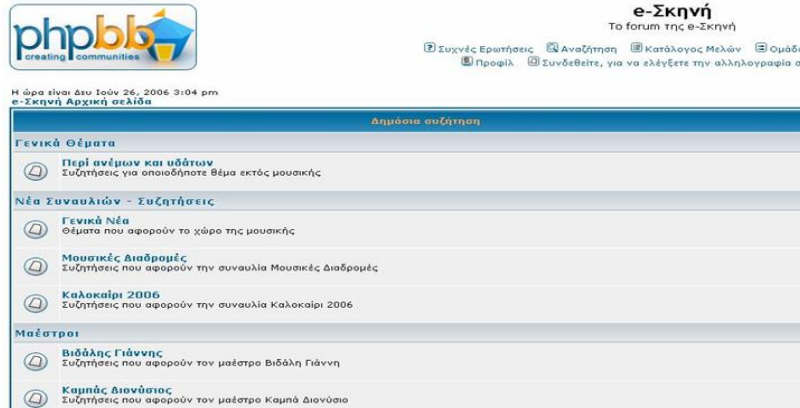 phpbb
creating communities
e-Σκηνή
Το forum της e-Σκηνή
Συχνές Ερωτήσεις Αναζήτηση Κατάλογος Μελών
Προφίλ Συνδεθείτε, για να ελέγξετε την αλληλογραφία
Η ώρα είναι Δευ Ιούν 26, 2006 3:04 pm
e-Σκηνή Αρχική σελίδα
Δημόσια συζήτηση
Γενικά Θέματα
Περί ανέμων και υδάτων
Συζητήσεις για οποιοδήποτε θέμα εκτός μουσικής
Νέα Συναυλιών - Συζητήσεις
Γενικά Νέα
Θέματα που αφορούν το χώρο της μουσικής
Μουσικές Διαδρομές
Συζητήσεις που αφορούν την συναυλία Μουσικές Διαδρομές
Καλοκαίρι 2006
Συζητήσεις που αφορούν την συναυλία Καλοκαίρι 2006
Μαέστροι
Βιδάλης Γιάννης
Συζητήσεις που αφορούν τον μαέστρο Βιδάλη Γιάννη
Καμπάς Διονύσιος
Συζητήσεις που αφορούν τον μαέστρο Καμπά Διονύσιο